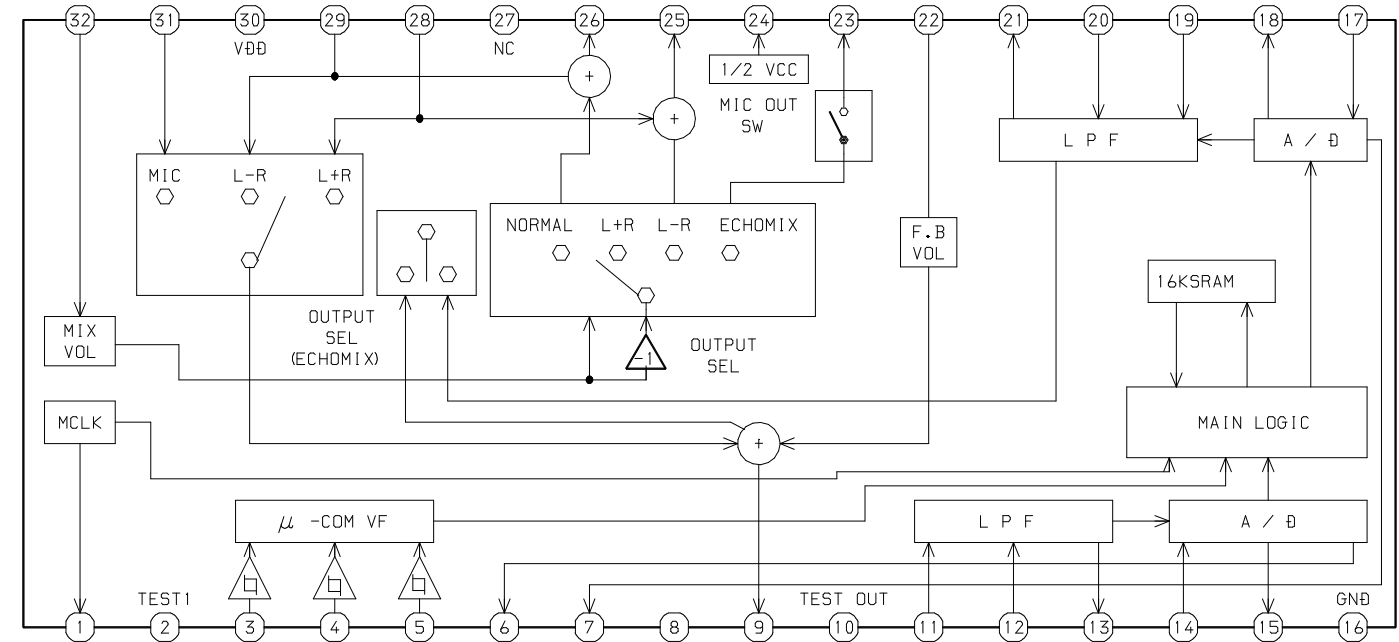 32 31 30 29 28 27 26 25 24 23 22 21 20 19 18 17
VDD NC
1/2 VCC
MIC OUT
SW
L P F
A / D
MIC L-R L+R
NORMAL L+R L-R ECHOMIX
F.B
VOL
16KSRAM
OUTPUT
SEL
(ECHOMIX)
MIX
VOL
-1
OUTPUT
SEL
MCLK
+
+
+
MAIN LOGIC
μ -COM VF
L P F
A / D
TEST1 TEST OUT GND
1 2 3 4 5 6 7 8 9 10 11 12 13 14 15 16